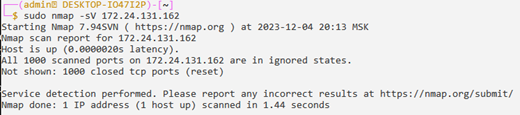 ┌──(admin㉿ DESKTOP-IO47I2P)-[~]
└─$ sudo nmap -sV 172.24.131.162
Starting Nmap 7.94SVN ( https://nmap.org ) at 2023-12-04 20:13 MSK
Nmap scan report for 172.24.131.162
Host is up (0.0000020s latency).
All 1000 scanned ports on 172.24.131.162 are in ignored states.
Not shown: 1000 closed tcp ports (reset)

Service detection performed. Please report any incorrect results at https://nmap.org/submit/ .
Nmap done: 1 IP address (1 host up) scanned in 1.44 seconds